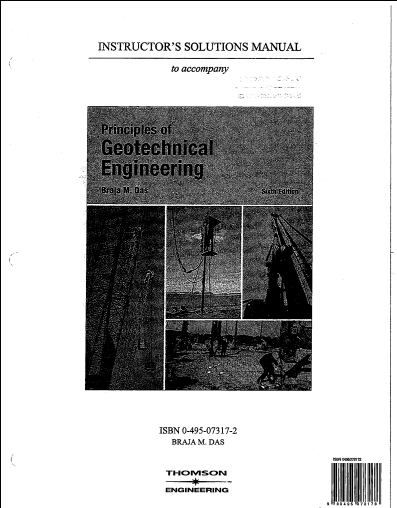 INSTRUCTOR'S SOLUTIONS MANUAL
to accompany
Principles of
Geotechnical
Engineering
Braja M. Das
Sixth Edition
ISBN 0-495-07317-2
BRAJA M. DAS
THOMSON
ENGINEERING